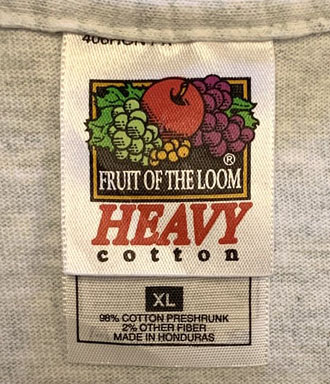 ®
FRUIT OF THE LOOM
HEAVY
cotton
XL
98% COTTON PRESHRUNK
2% OTHER FIBER
MADE IN HONDURAS